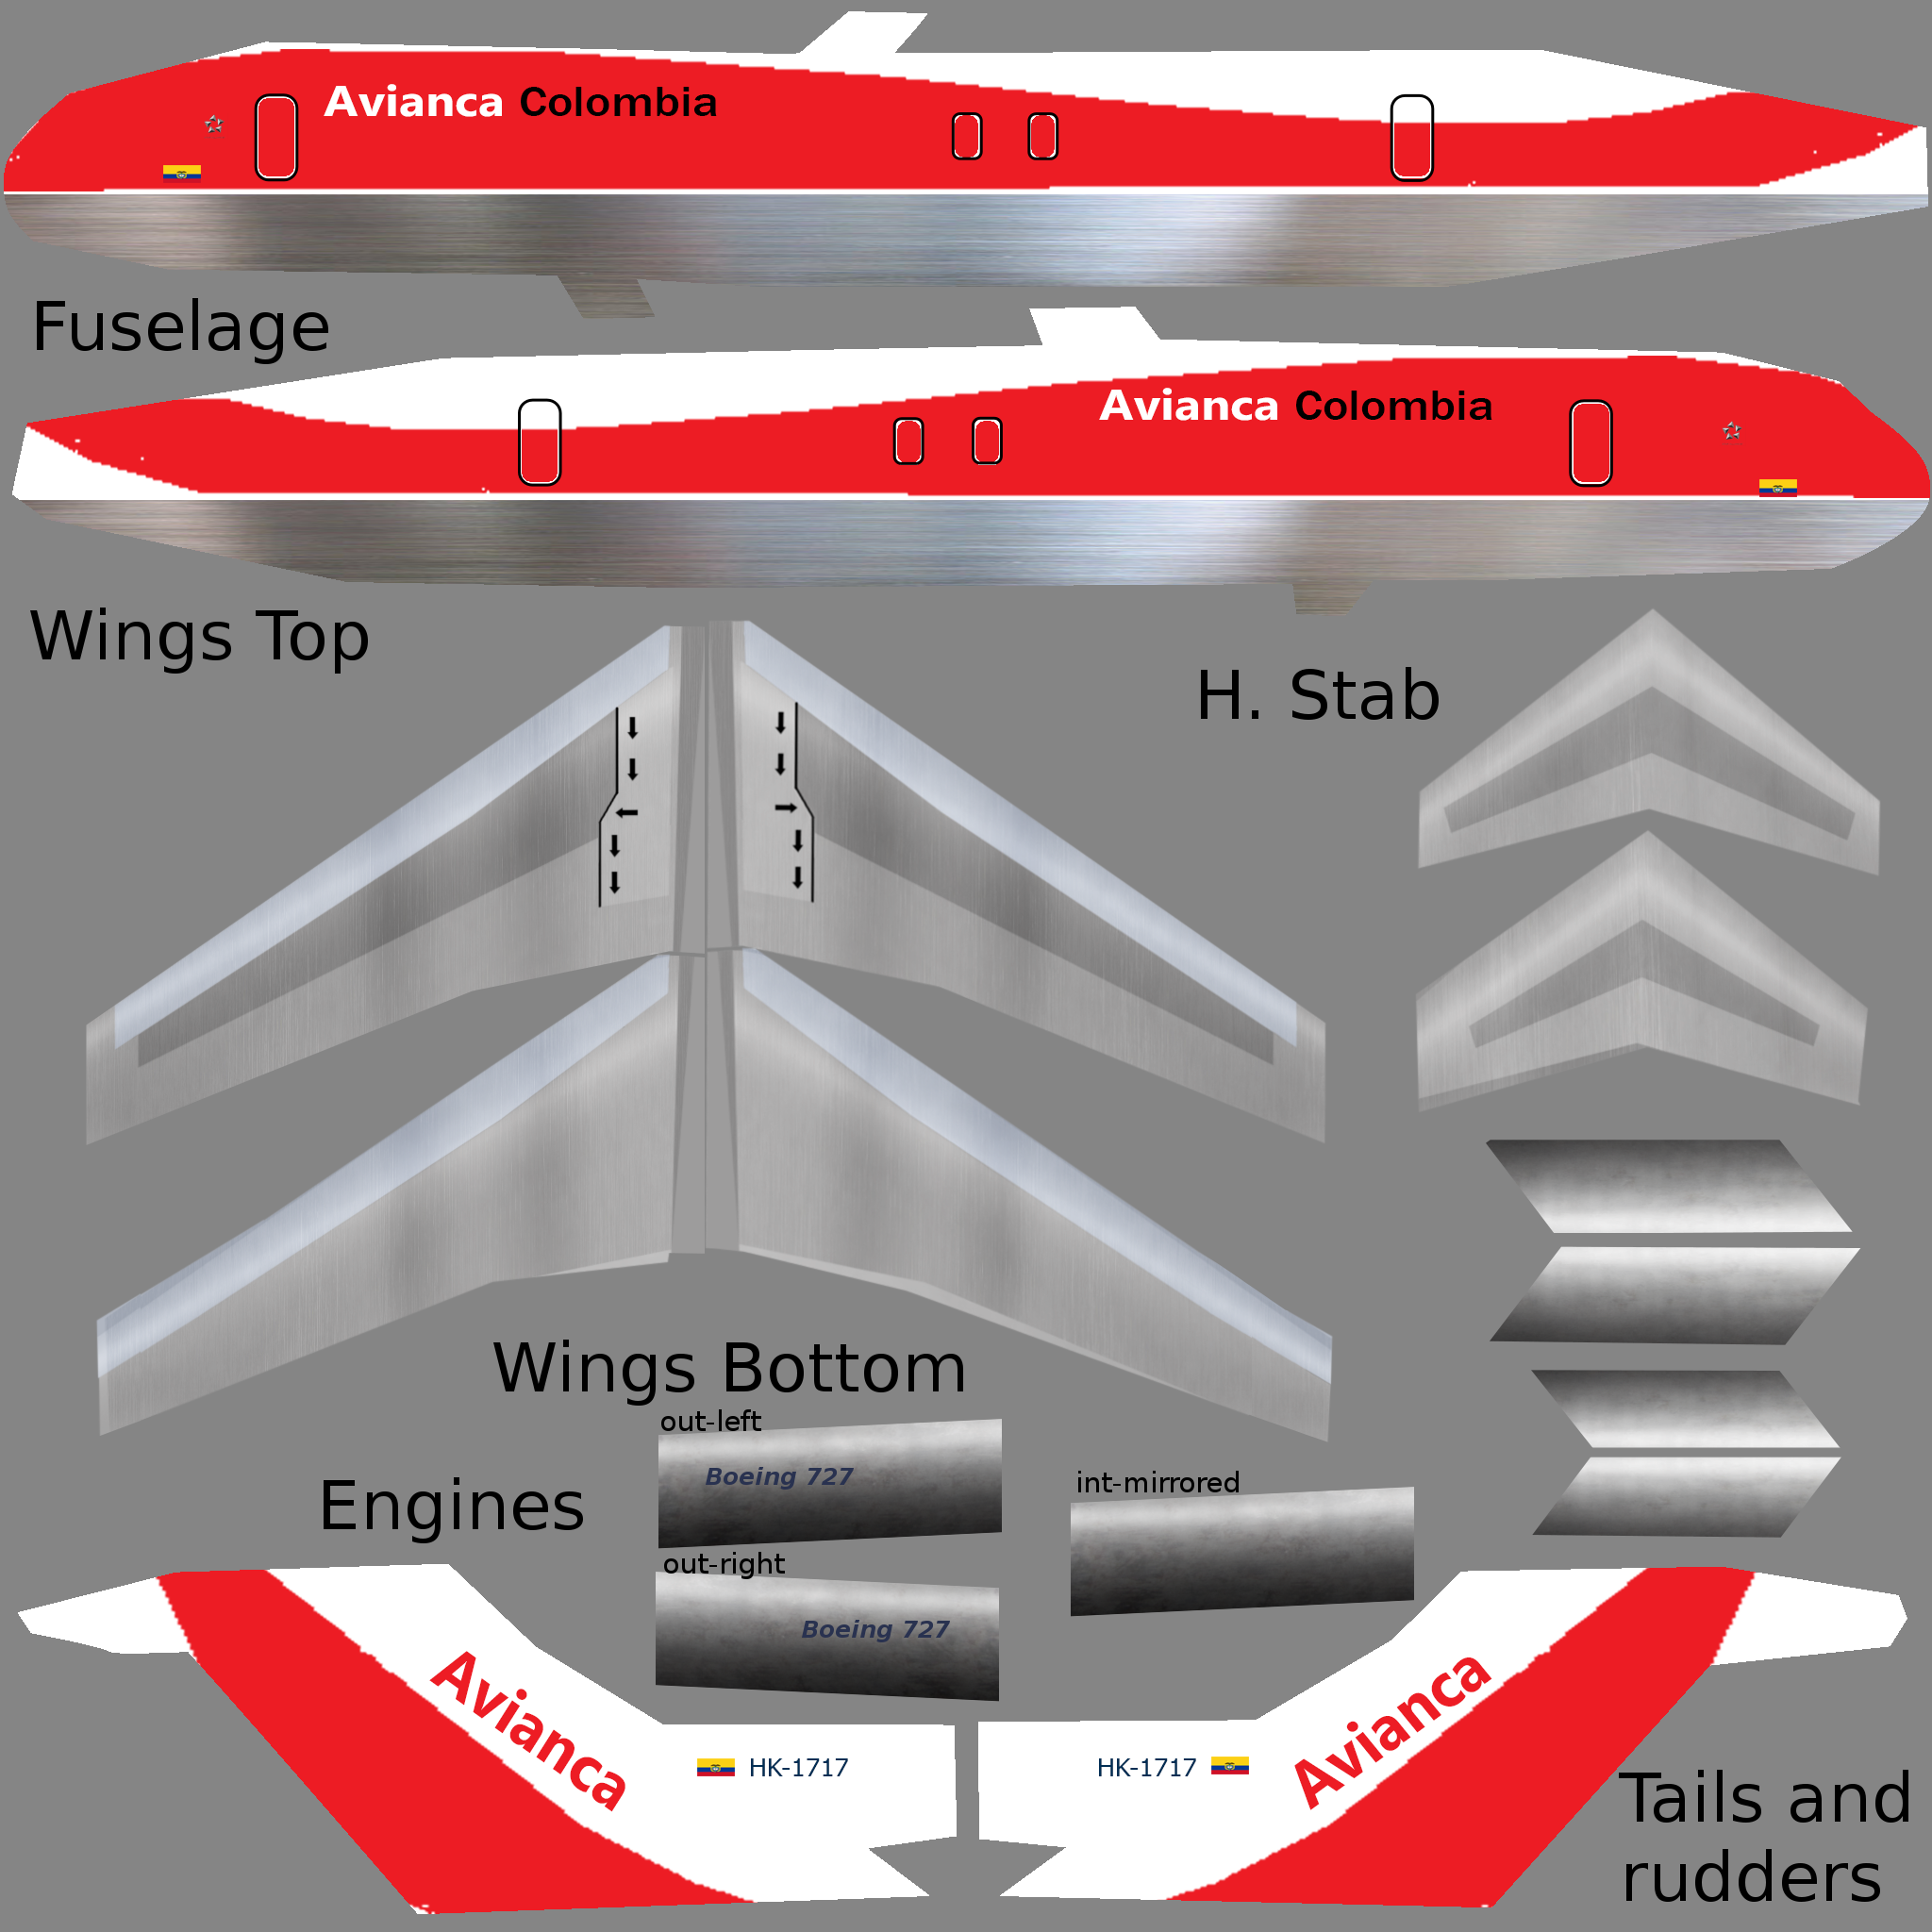 Avianca Colombia
Fuselage
Avianca Colombia
Wings Top
H. Stab
Wings Bottom
out-left
Boeing 727
Engines
int-mirrored
out-right
Boeing 727
Avianca
HK-1717
HK-1717
Avianca
Tails and
rudders